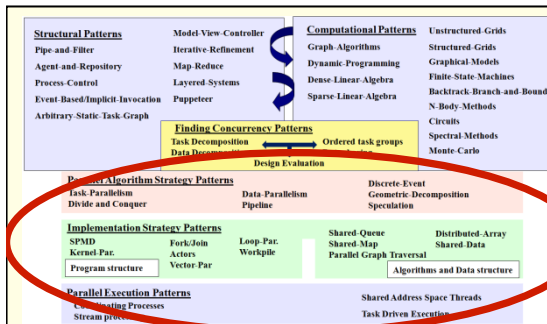 Structural Patterns
Pipe-and-Filter
Agent-and-Repository
Process-Control
Event-Based/Implicit-Invocation
Arbitrary-Static-Task-Graph
Model-View-Controller
Iterative-Refinement
Map-Reduce
Layered-Systems
Puppeteer
Computational Patterns
Graph-Algorithms
Dynamic-Programming
Dense-Linear-Algebra
Sparse-Linear-Algebra
Unstructured-Grids
Structured-Grids
Graphical-Models
Finite-State-Machines
Backtrack-Branch-and-Bound
N-Body-Methods
Circuits
Spectral-Methods
Monte-Carlo
Finding Concurrency Patterns
Task Decomposition
Ordered task groups
Data
Design Evaluation
Algorithm Strategy Patterns
Task-Parallelism
Divide and Conquer
Data-Parallelism
Pipeline
Discrete-Event
Geometric-Decomposition
Speculation
Implementation Strategy Patterns
SPMD
Kernel-Par.
Program structure
Fork/Join
Actors
Vector-Par
Loop-Par.
Workpile
Shared-Queue
Shared-Map
Parallel Graph Traversal
Distributed-Array
Shared-Data
Algorithms and Data structure
Parallel Execution Patterns
Processes
Stream
Shared Address Space Threads
Task Driven Execution